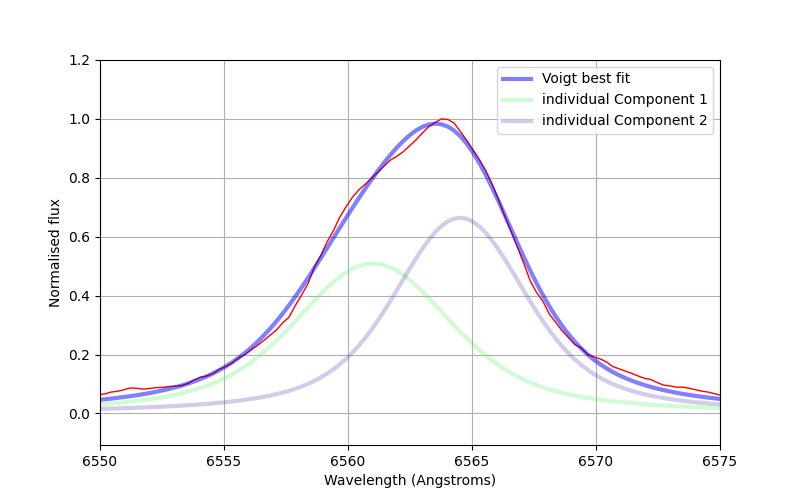 1.2
1.0
0.8
0.6
0.4
0.2
0.0
Normalised flux
Voigt best fit
individual Component 1
individual Component 2
6550 6555 6560 6565 6570 6575
Wavelength (Angstroms)